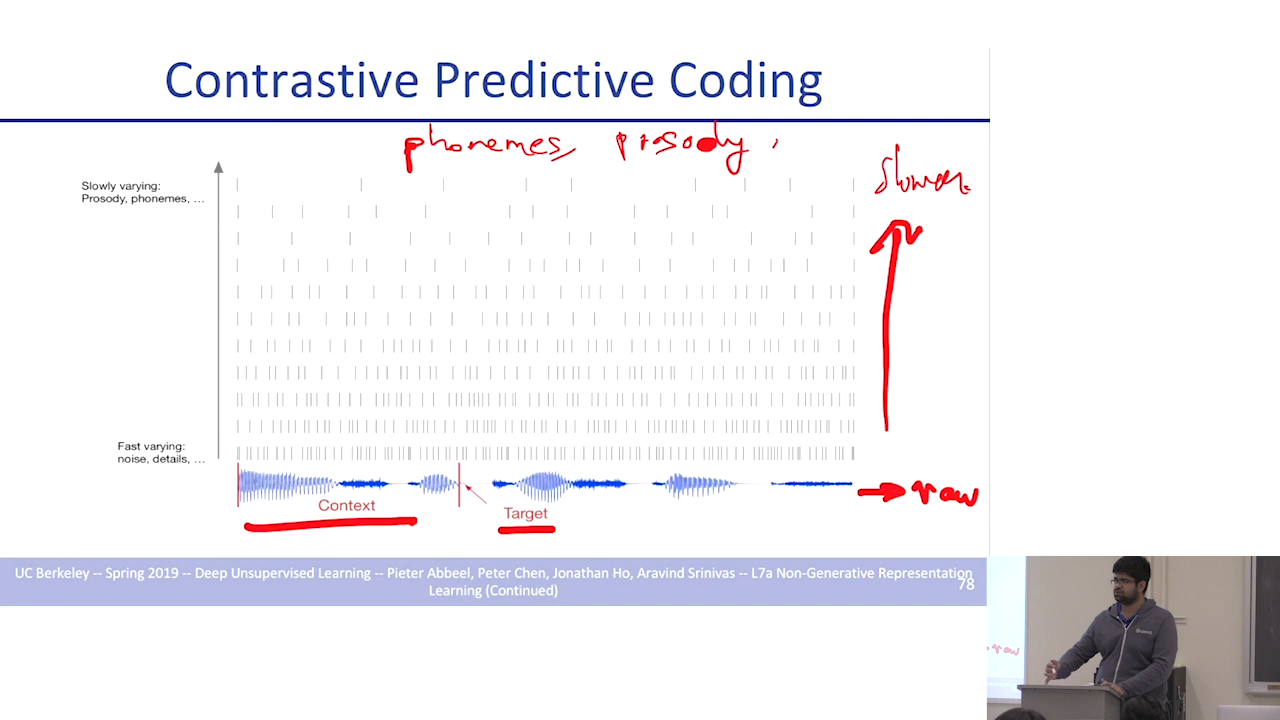 Contrastive Predictive Coding
phonemes, prosody,
slower.
Slowly varying:
Prosody, phonemes, ...
Fast varying:
noise, details, ...
raw
Context
Target
UC Berkeley -- Spring 2019 -- Deep Unsupervised Learning -- Pieter Abbeel, Peter Chen, Jonathan Ho, Aravind Srinivas -- L7a Non-Generative Representation
Learning (Continued)
78
raw